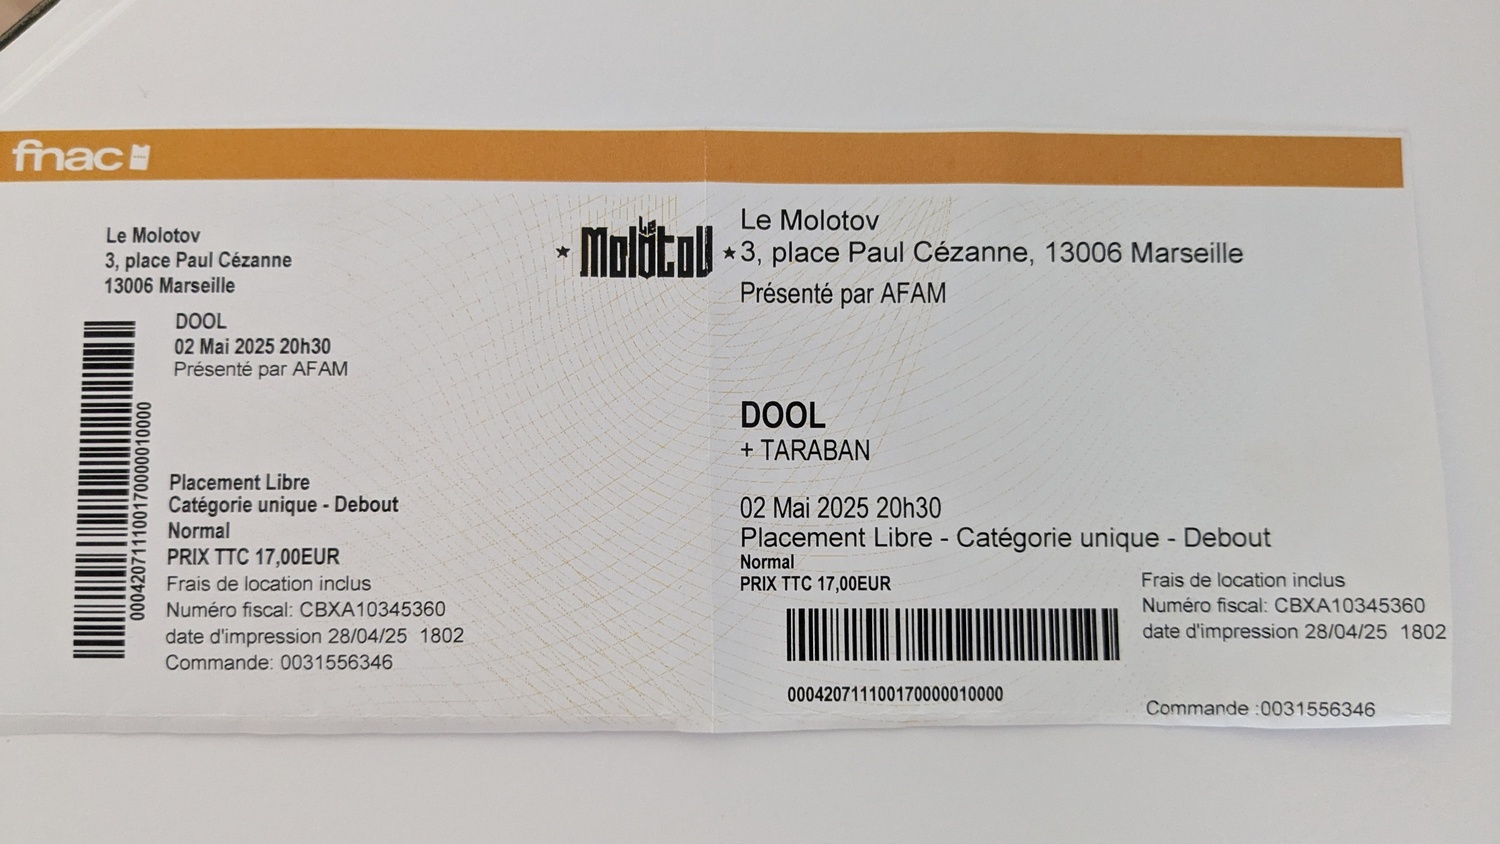 fnac
Le Molotov
3, place Paul Cézanne
13006 Marseille
DOOL
02 Mai 2025 20h30
Présenté par AFAM
000420711100170000010000
Placement Libre
Catégorie unique - Debout
Normal
PRIX TTC 17,00EUR
Frais de location inclus
Numéro fiscal: CBXA10345360
date d'impression 28/04/25 1802
Commande: 0031556346
Le
Molotov
Le Molotov
3, place Paul Cézanne, 13006 Marseille
Présenté par AFAM
DOOL
+ TARABAN
02 Mai 2025 20h30
Placement Libre - Catégorie unique - Debout
Normal
PRIX TTC 17,00EUR
000420711100170000010000
Frais de location inclus
Numéro fiscal: CBXA10345360
date d'impression 28/04/25 1802
Commande :0031556346